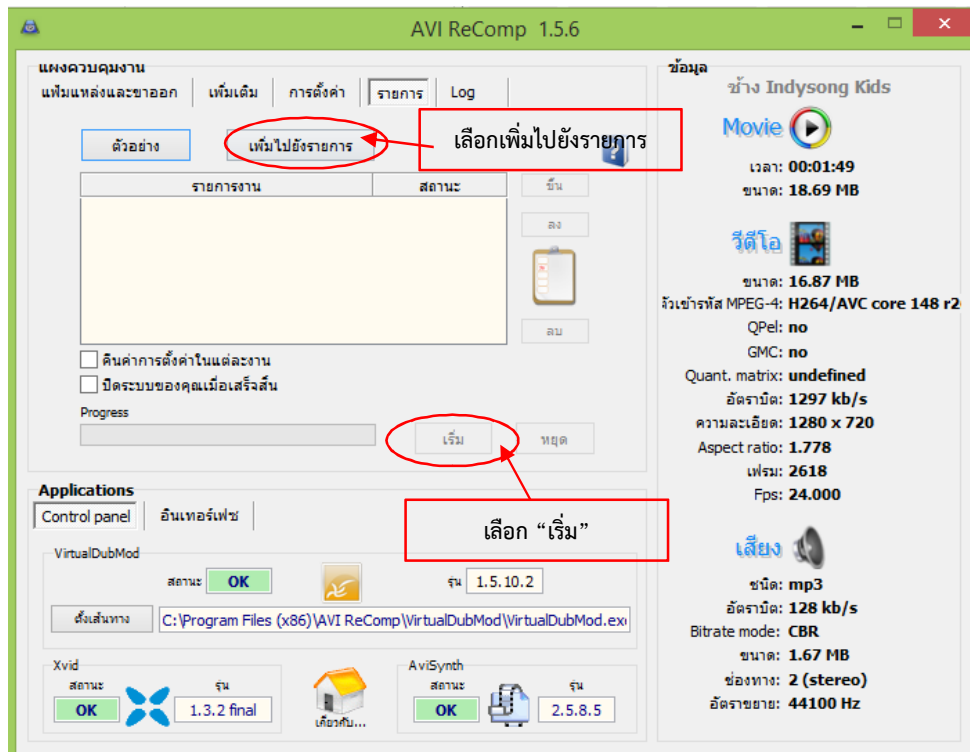 AVI ReComp 1.5.6
แผงควบคุมงาน
แฟ้มแหล่งและขาออก เพิ่มเติม การตั้งค่า รายการ Log
ตัวอย่าง เพิ่มไปยังรายการ
เลือกเพิ่มไปยังรายการ
รายการงาน สถานะ
ขึ้น
ลง
ลบ
คืนค่าการตั้งค่าในแต่ละงาน
ปิดระบบของคุณเมื่อเสร็จสิ้น
Progress
เริ่ม หยุด
เลือก “เริ่ม”
Applications
Control panel อินเทอร์เฟซ
VirtualDubMod
สถานะ OK รุ่น 1.5.10.2
ตั้งเส้นทาง C:\Program Files (x86)\AVI ReComp\VirtualDubMod\VirtualDubMod.exe
Xvid
สถานะ รุ่น
OK 1.3.2 final
เกี่ยวกับ...
AviSynth
สถานะ รุ่น
OK 2.5.8.5
ข้อมูล
ช้าง Indysong Kids
Movie
เวลา: 00:01:49
ขนาด: 18.69 MB
วีดีโอ
ขนาด: 16.87 MB
ตัวเข้ารหัส MPEG-4: H264/AVC core 148 r2
QPel: no
GMC: no
Quant. matrix: undefined
อัตราบิต: 1297 kb/s
ความละเอียด: 1280 x 720
Aspect ratio: 1.778
เฟรม: 2618
Fps: 24.000
เสียง
ชนิด: mp3
อัตราบิต: 128 kb/s
Bitrate mode: CBR
ขนาด: 1.67 MB
ช่องทาง: 2 (stereo)
อัตราขยาย: 44100 Hz